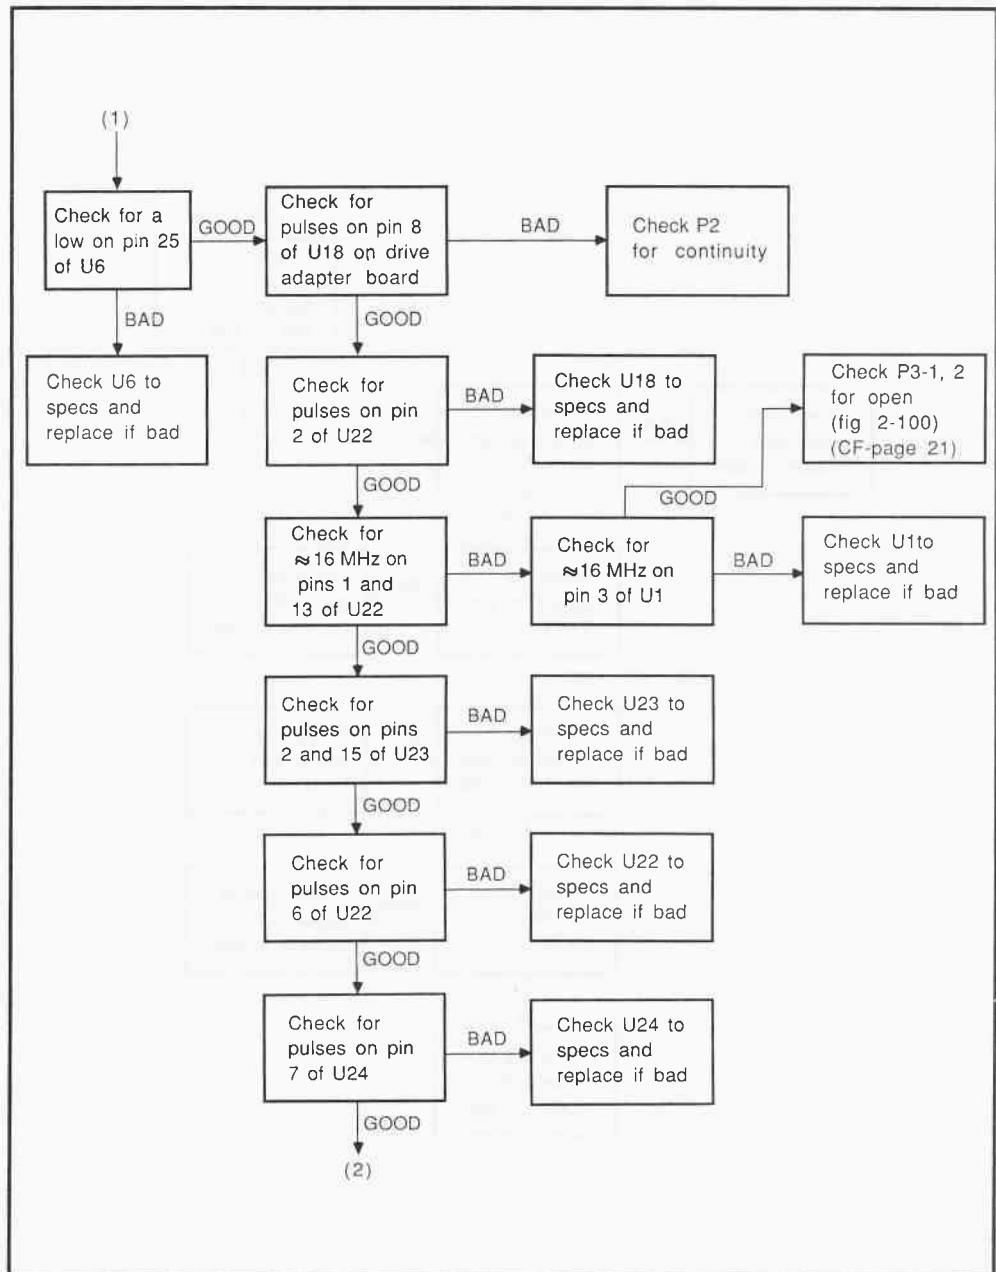 (1)
Check for a
low on pin 25
of U6
GOOD
Check for
pulses on pin 8
of U18 on drive
adapter board
BAD
Check P2
for continuity
BAD
GOOD
Check U6 to
specs and
replace if bad
Check for
pulses on pin
2 of U22
BAD
Check U18 to
specs and
replace if bad
Check P3-1, 2
for open
(fig 2-100)
(CF-page 21)
GOOD
GOOD
Check for
≈16 MHz on
pins 1 and
13 of U22
BAD
Check for
≈16 MHz on
pin 3 of U1
BAD
Check U1to
specs and
replace if bad
GOOD
Check for
pulses on pins
2 and 15 of U23
BAD
Check U23 to
specs and
replace if bad
GOOD
Check for
pulses on pin
6 of U22
BAD
Check U22 to
specs and
replace if bad
GOOD
Check for
pulses on pin
7 of U24
BAD
Check U24 to
specs and
replace if bad
GOOD
(2)